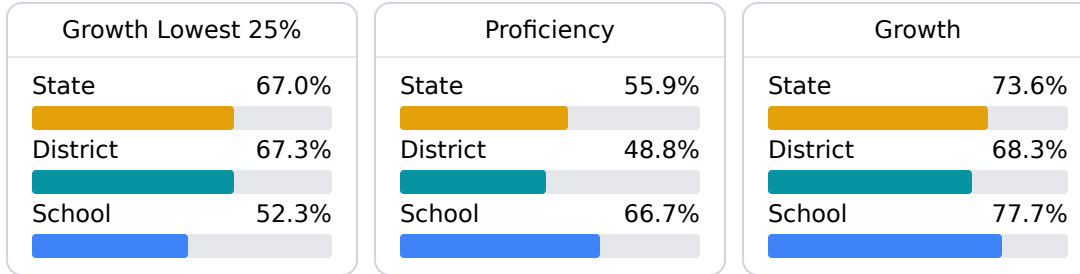 Growth Lowest 25%
State 67.0%
District 67.3%
School 52.3%
Proficiency
State 55.9%
District 48.8%
School 66.7%
Growth
State 73.6%
District 68.3%
School 77.7%